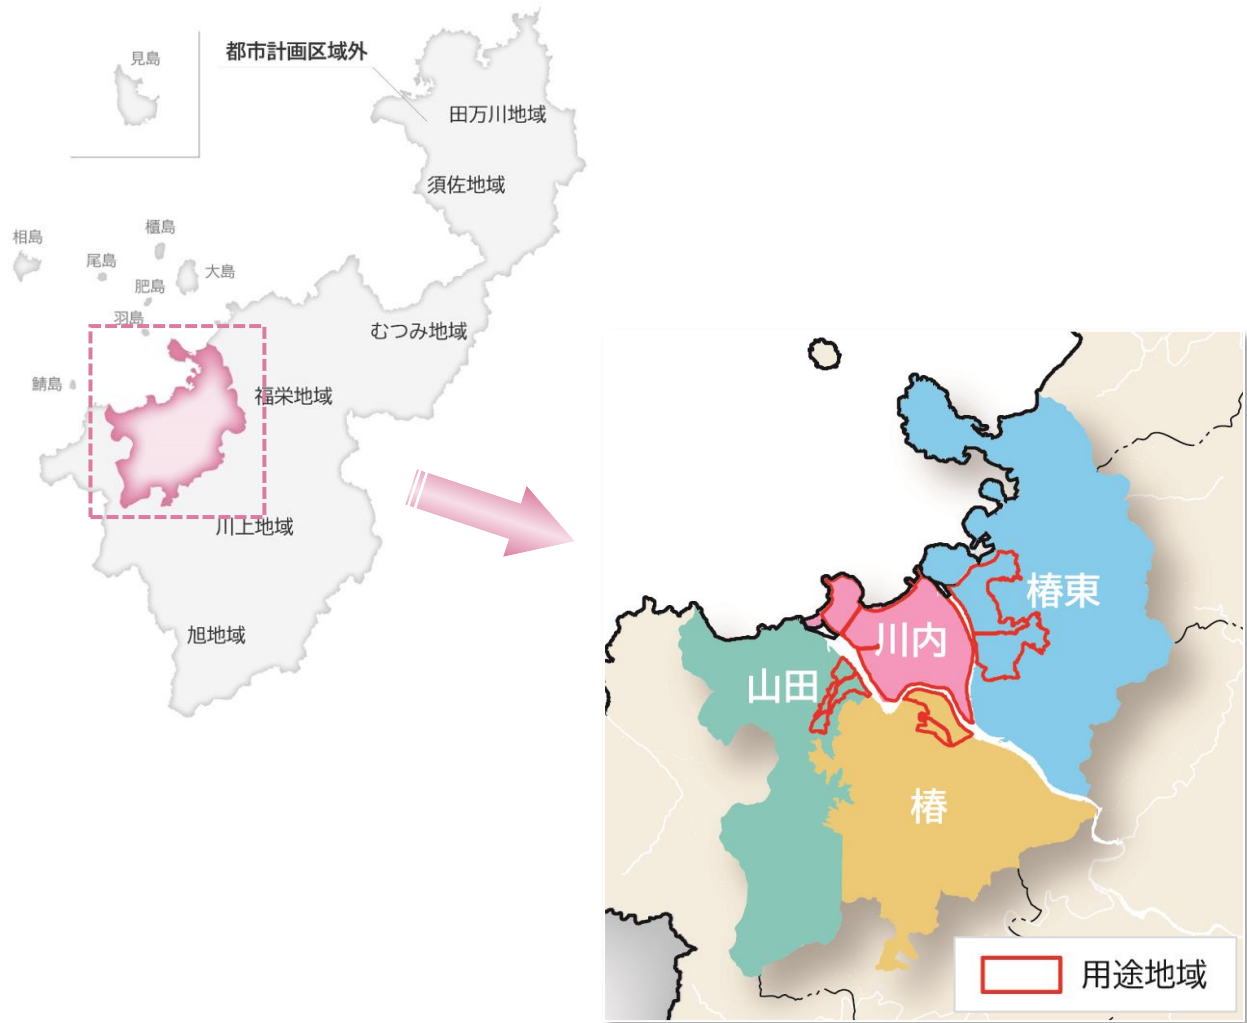 見島
都市計画区域外
田万川地域
須佐地域
櫃島
相島
尾島
大島
肥島
羽島
むつみ地域
鯖島
福栄地域
川上地域
旭地域
椿東
川内
山田
椿
用途地域